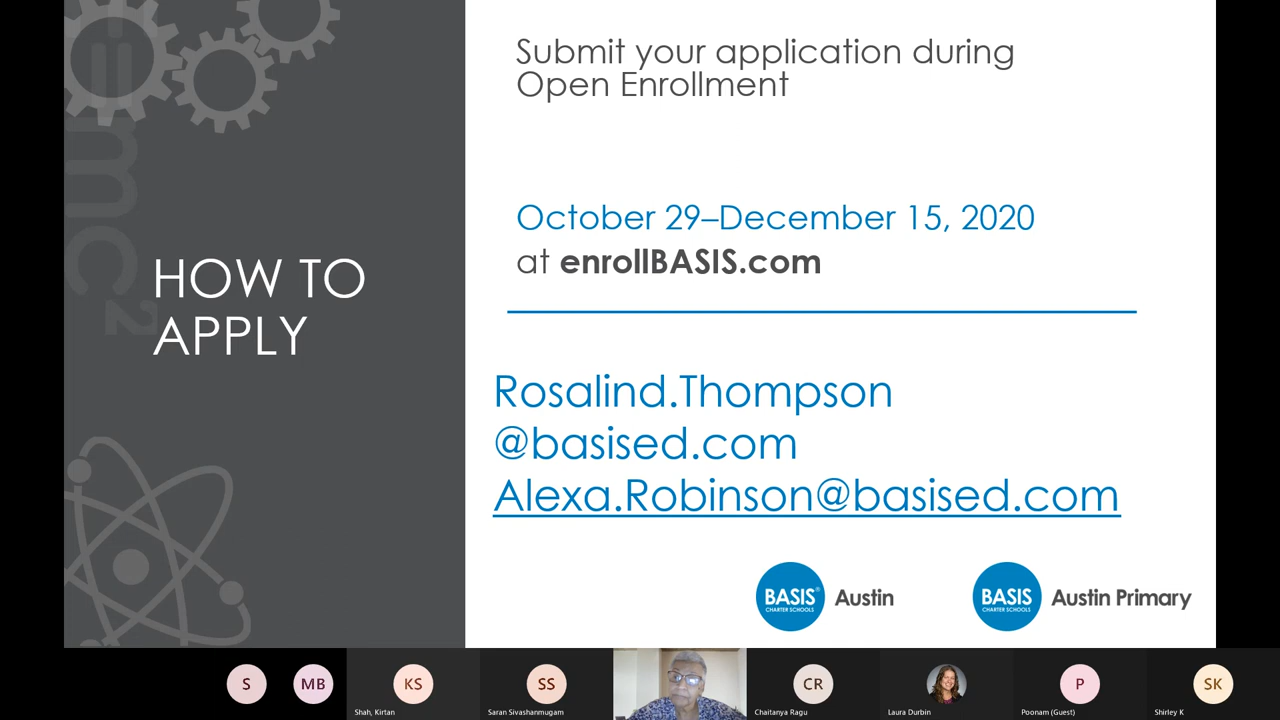 Submit your application during
Open Enrollment
October 29–December 15, 2020
at enrollBASIS.com
mc²
HOW TO
APPLY
Rosalind.Thompson
@basised.com
Alexa.Robinson@basised.com
BASIS®
CHARTER SCHOOLS
Austin
BASIS
CHARTER SCHOOLS
Austin Primary
S
MB
KS
SS
CR
P
SK
Shah, Kirtan
Saran Sivashanmugam
Chaitanya Ragu
Laura Durbin
Poonam (Guest)
Shirley K